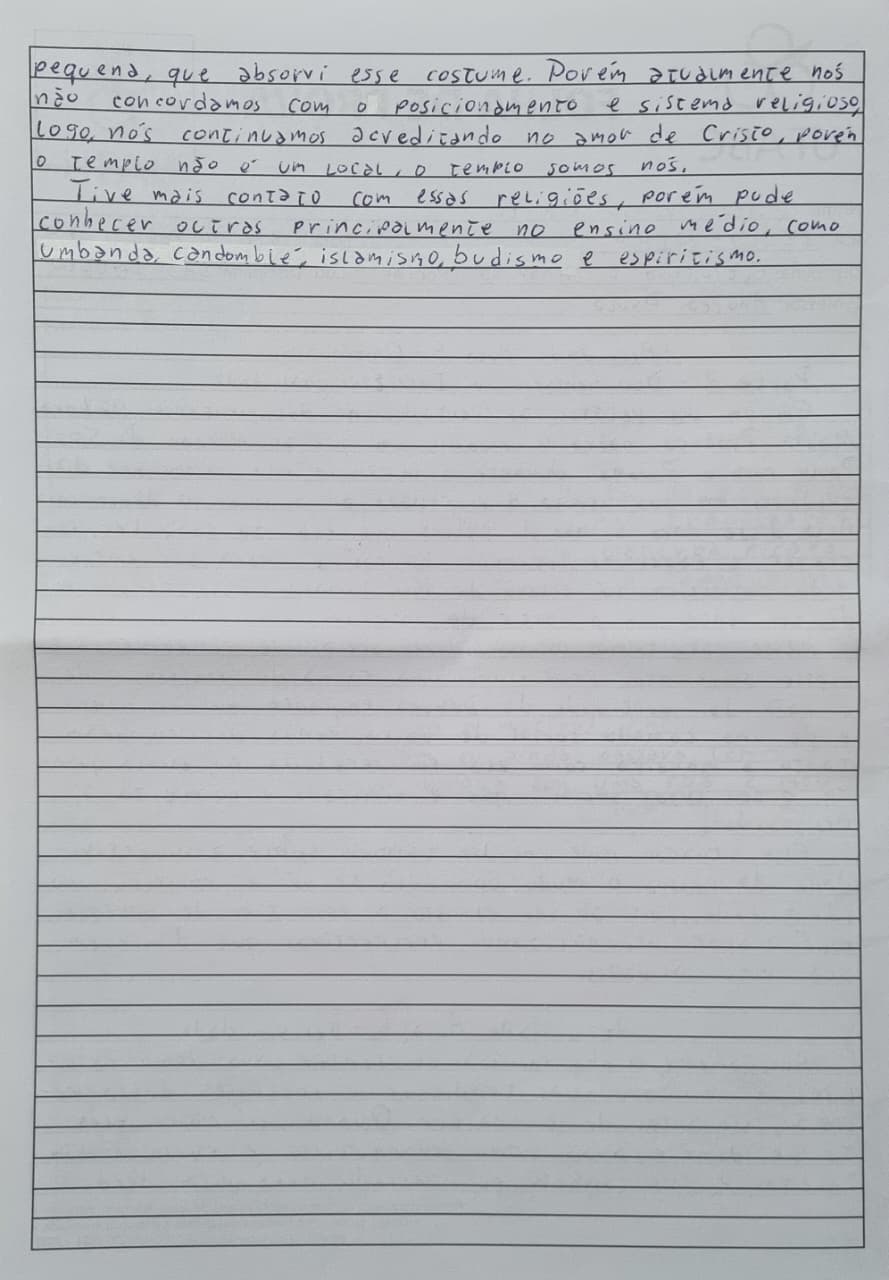 pequena, que absorvi esse costume. Porém atualmente nós
não concordamos com o posicionamento e sistema religioso,
logo, nós continuamos acreditando no amor de Cristo, porém
o templo não é um local, o templo somos nós.
Tive mais contato com essas religiões, porém pude
conhecer outras principalmente no ensino médio, como
umbanda, candomblé, islamismo, budismo e espiritismo.